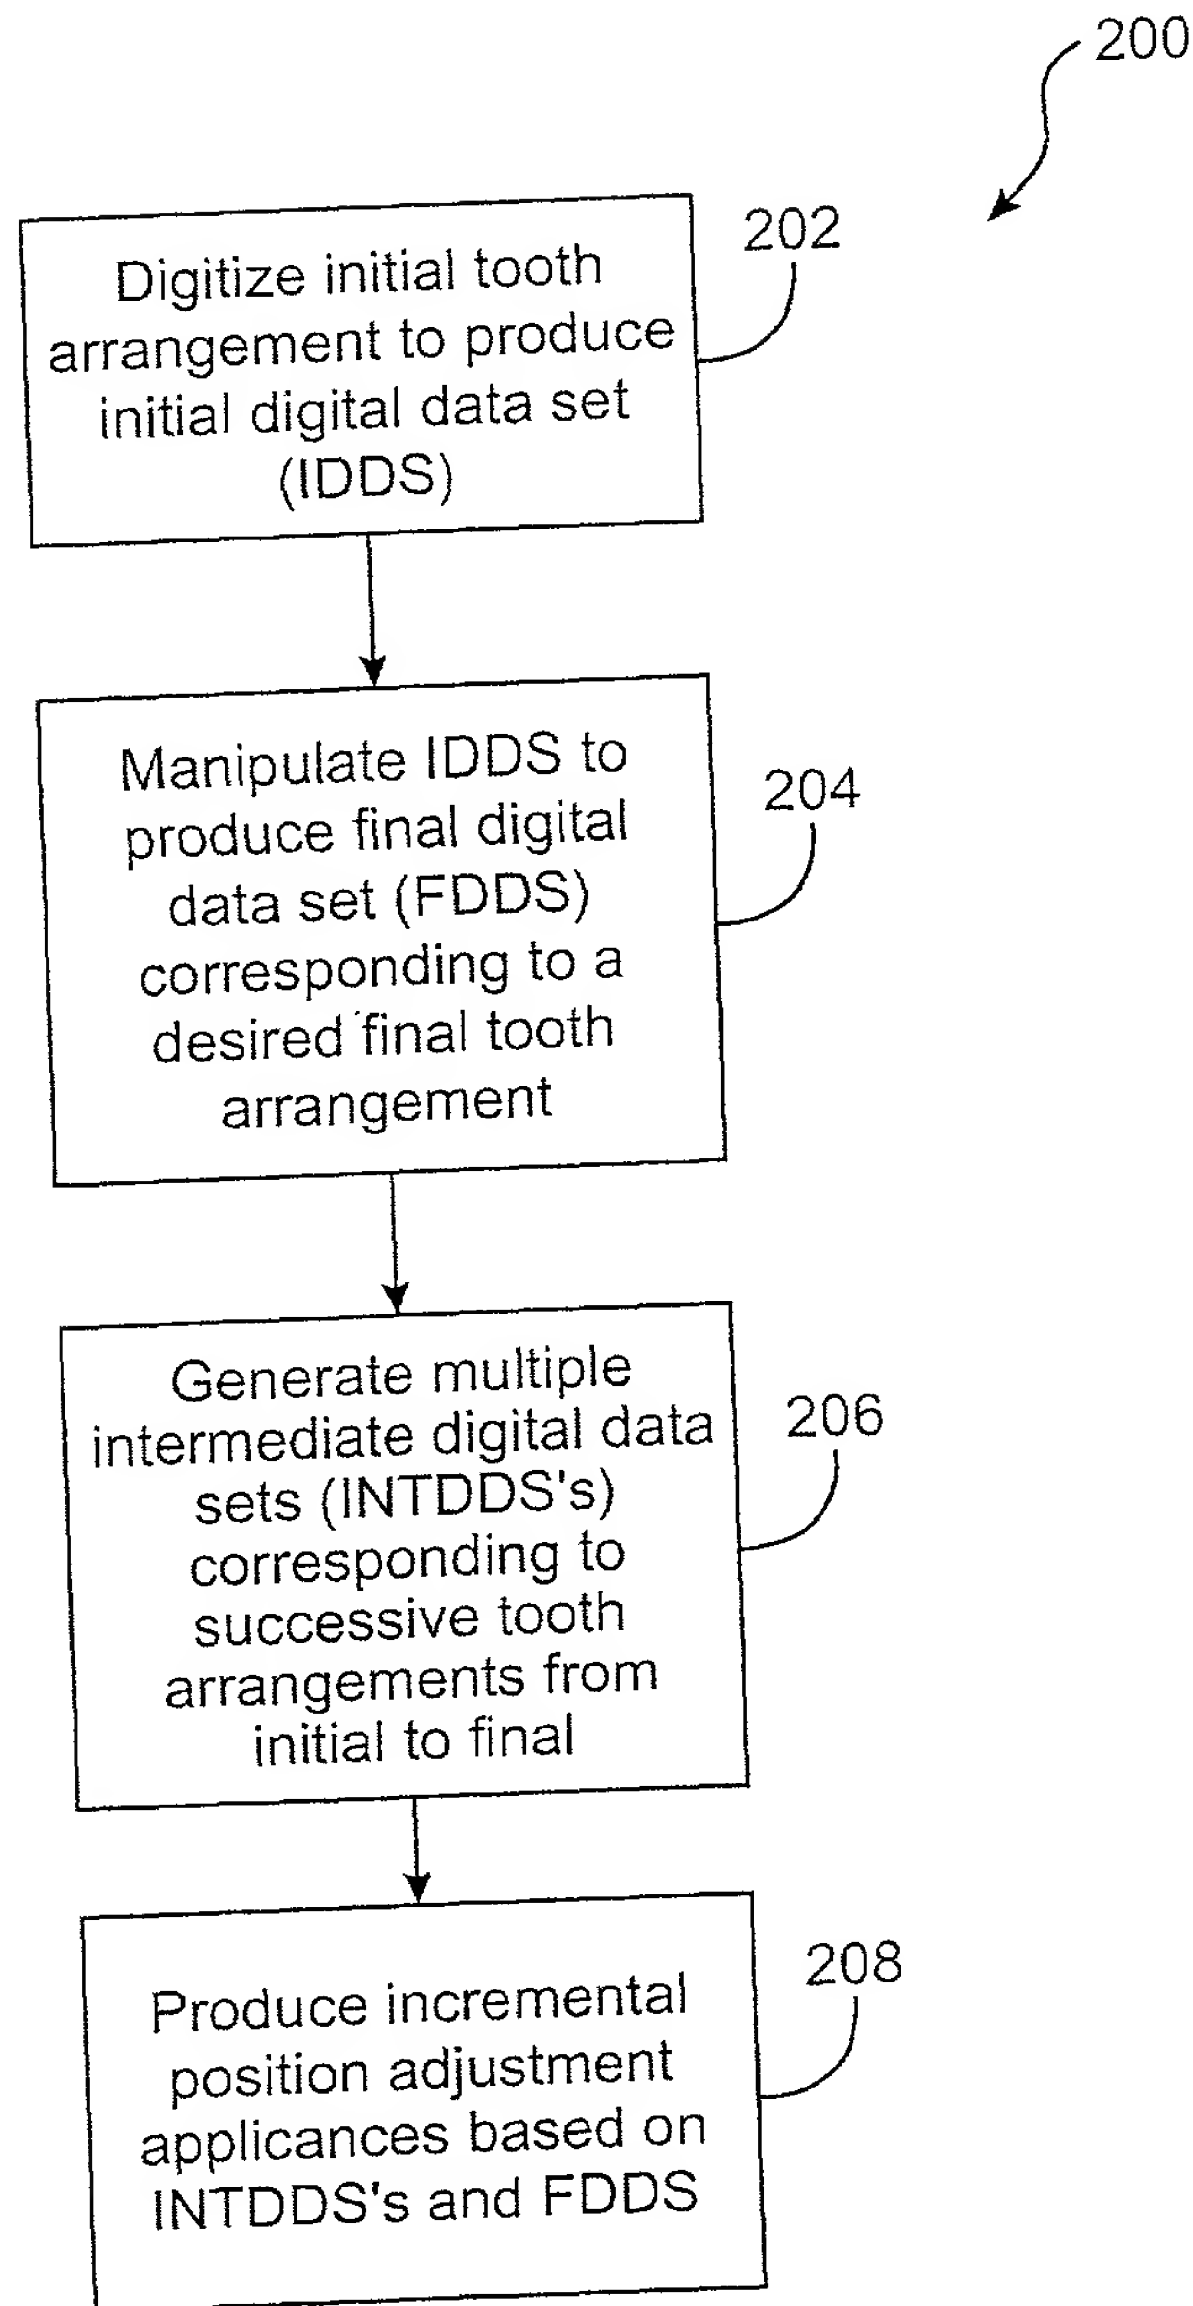 200
202
Digitize initial tooth
arrangement to produce
initial digital data set
(IDDS)
204
Manipulate IDDS to
produce final digital
data set (FDDS)
corresponding to a
desired final tooth
arrangement
206
Generate multiple
intermediate digital data
sets (INTDDS's)
corresponding to
successive tooth
arrangements from
initial to final
208
Produce incremental
position adjustment
applicances based on
INTDDS's and FDDS